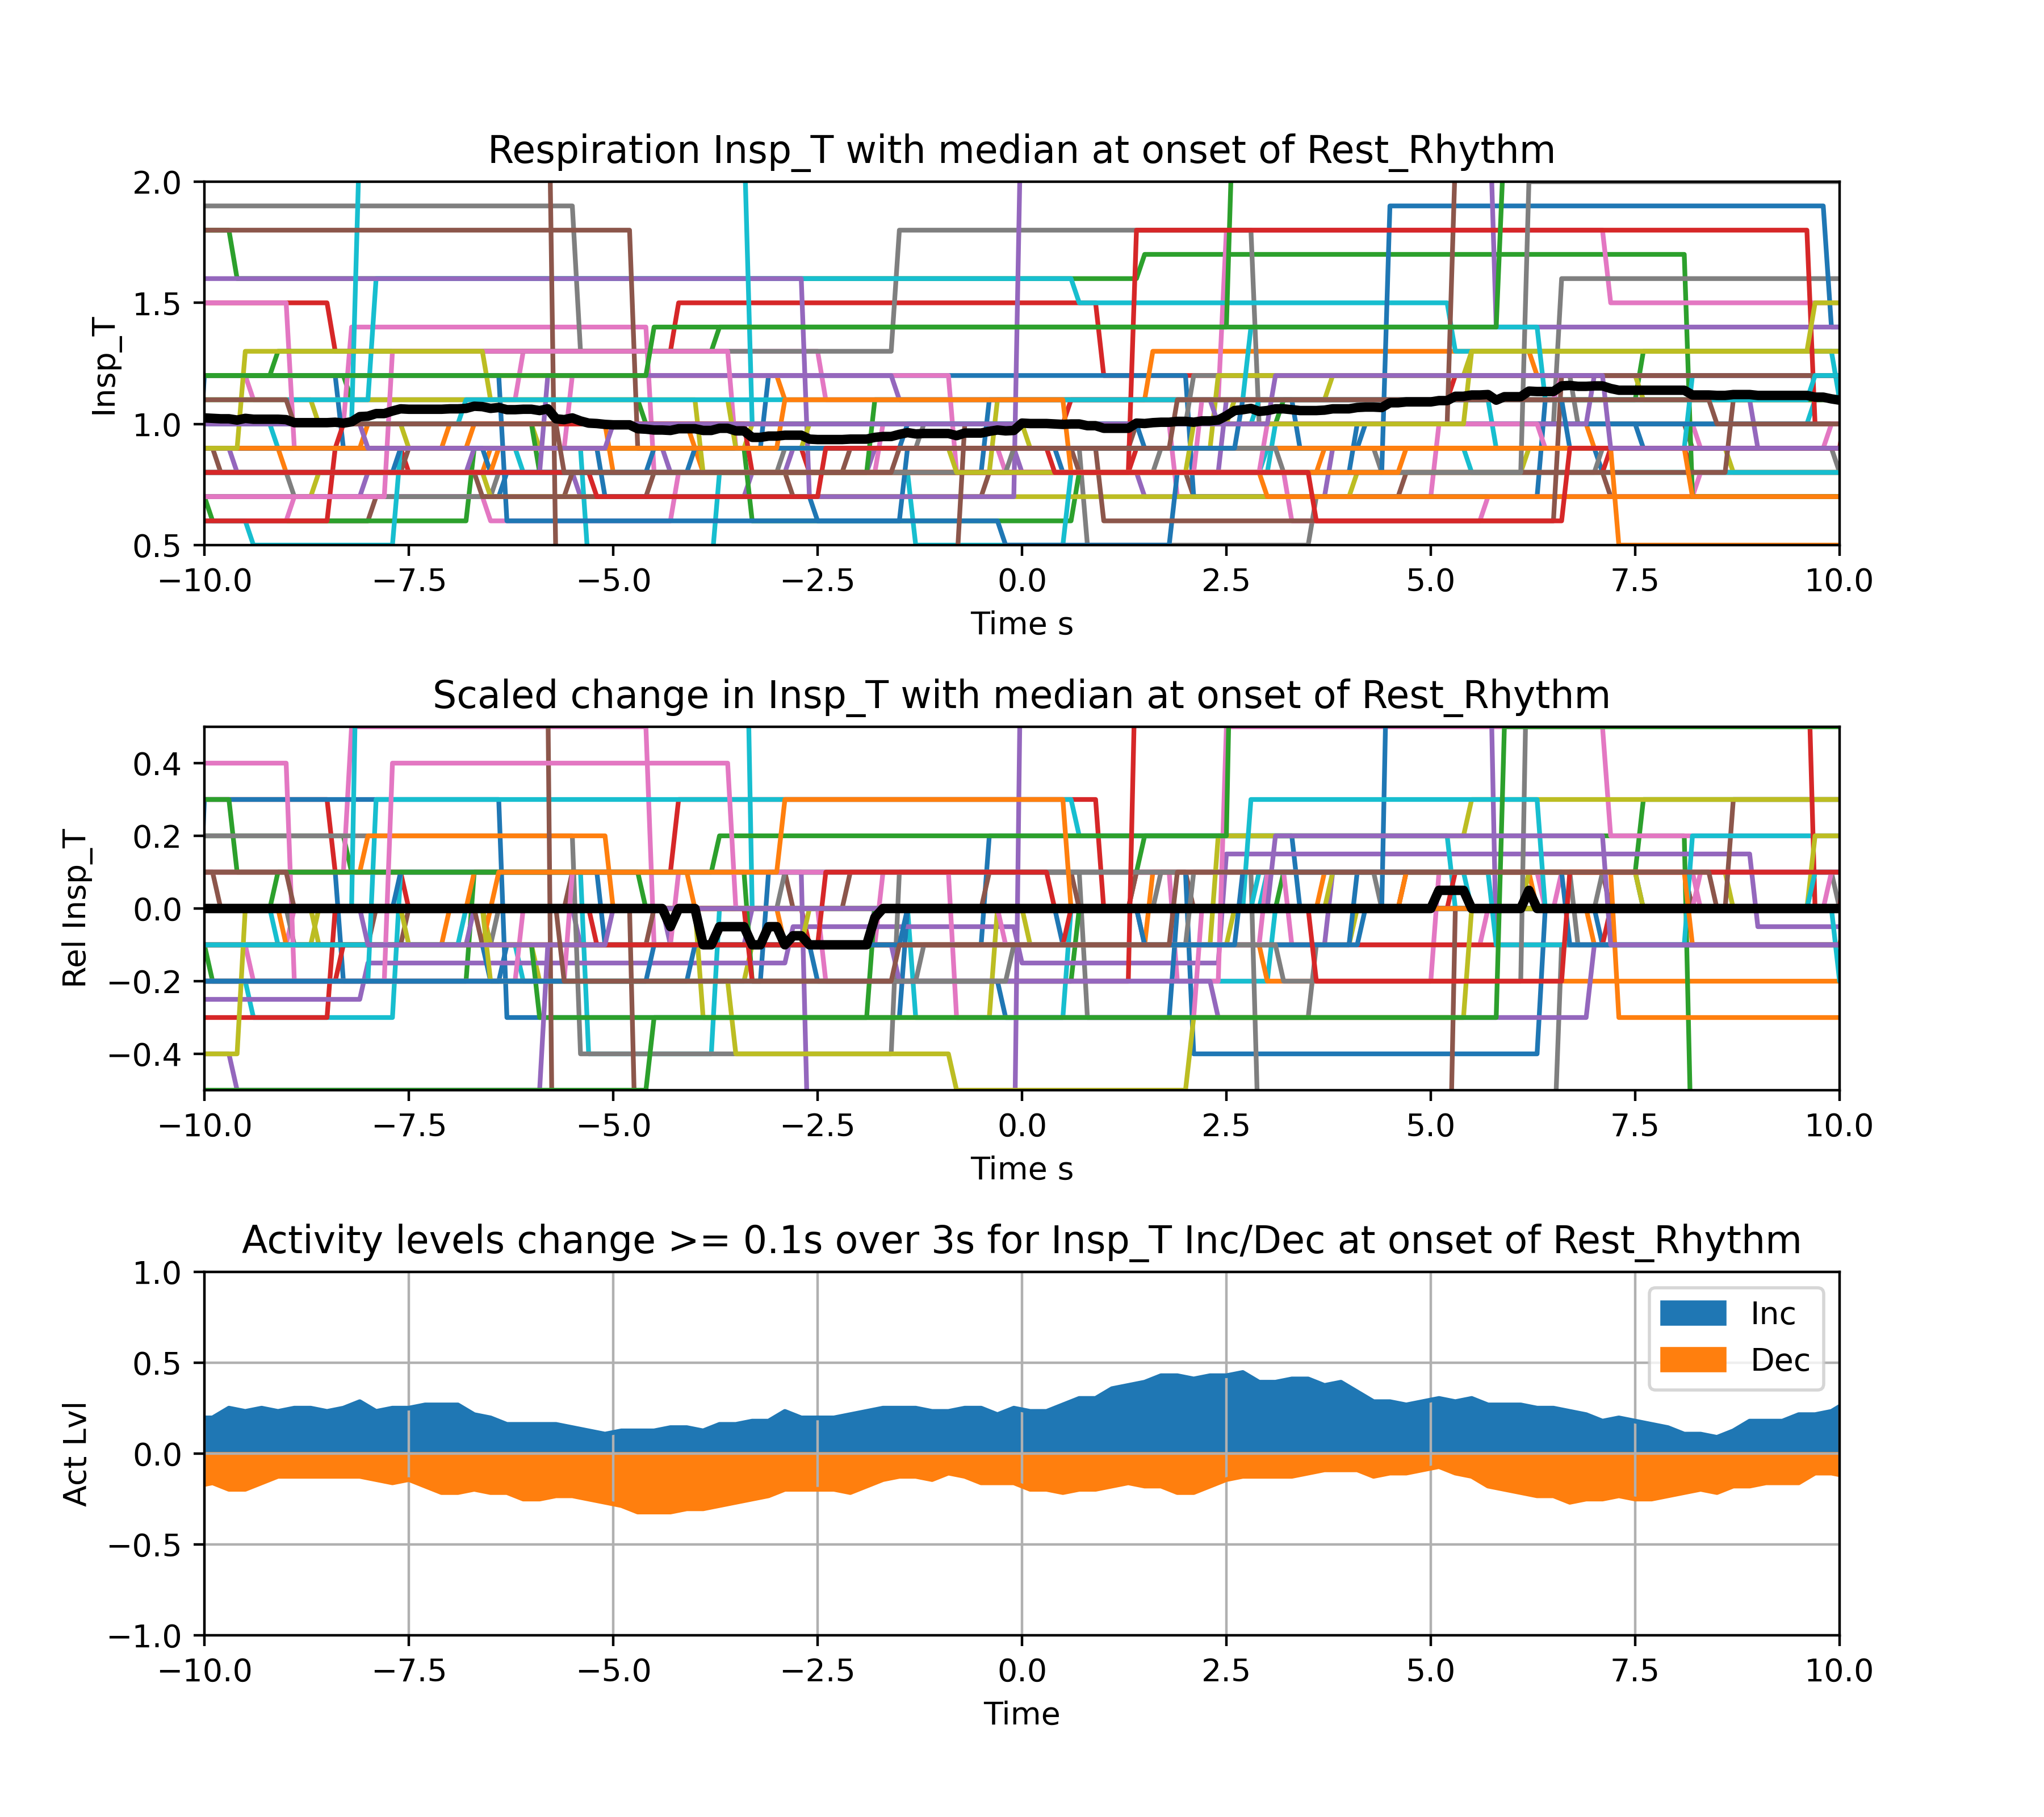 Respiration Insp_T with median at onset of Rest_Rhythm
2.0
1.5
1.0
0.5
Insp_T
−10.0 −7.5 −5.0 −2.5 0.0 2.5 5.0 7.5 10.0
Time s
Scaled change in Insp_T with median at onset of Rest_Rhythm
0.4
0.2
0.0
−0.2
−0.4
Rel Insp_T
−10.0 −7.5 −5.0 −2.5 0.0 2.5 5.0 7.5 10.0
Time s
Activity levels change >= 0.1s over 3s for Insp_T Inc/Dec at onset of Rest_Rhythm
1.0
0.5
0.0
−0.5
−1.0
Act Lvl
Inc
Dec
−10.0 −7.5 −5.0 −2.5 0.0 2.5 5.0 7.5 10.0
Time